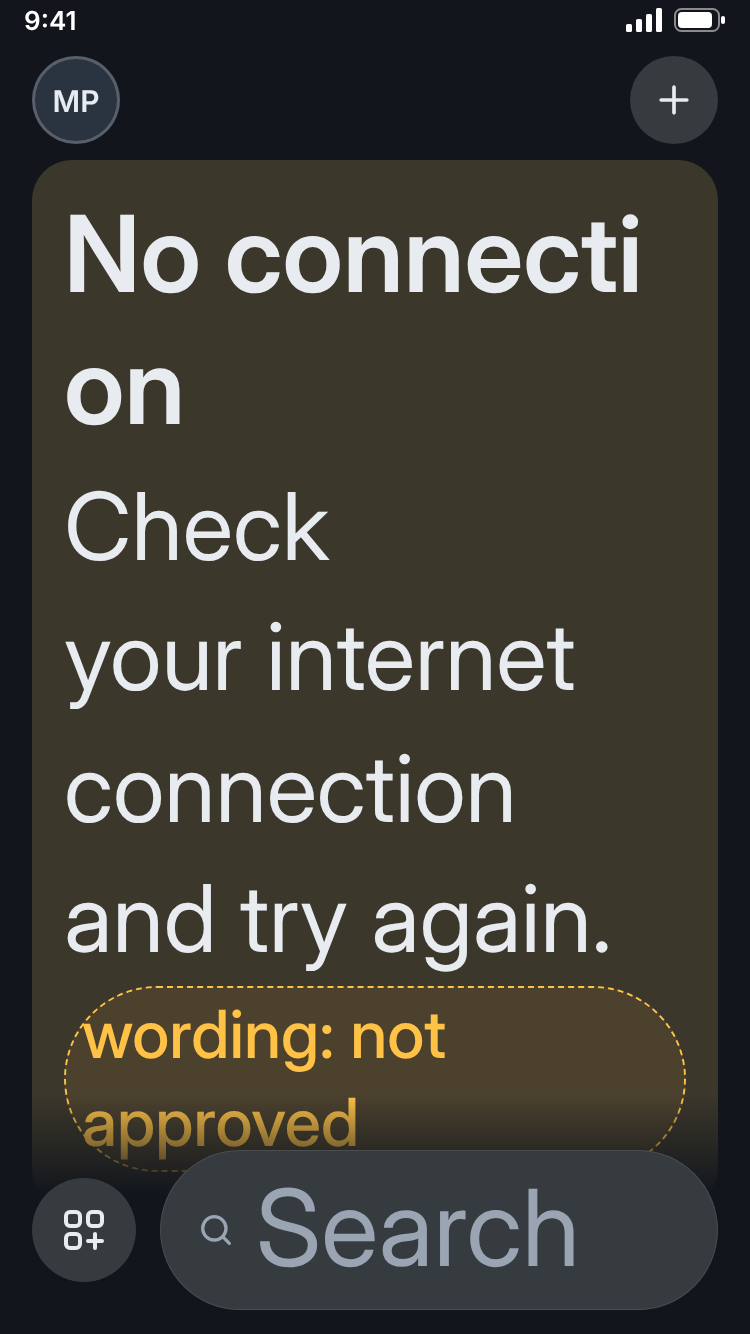 9:41
MP
No connecti
on
Check
your internet
connection
and try again.
wording: not
approved
Search